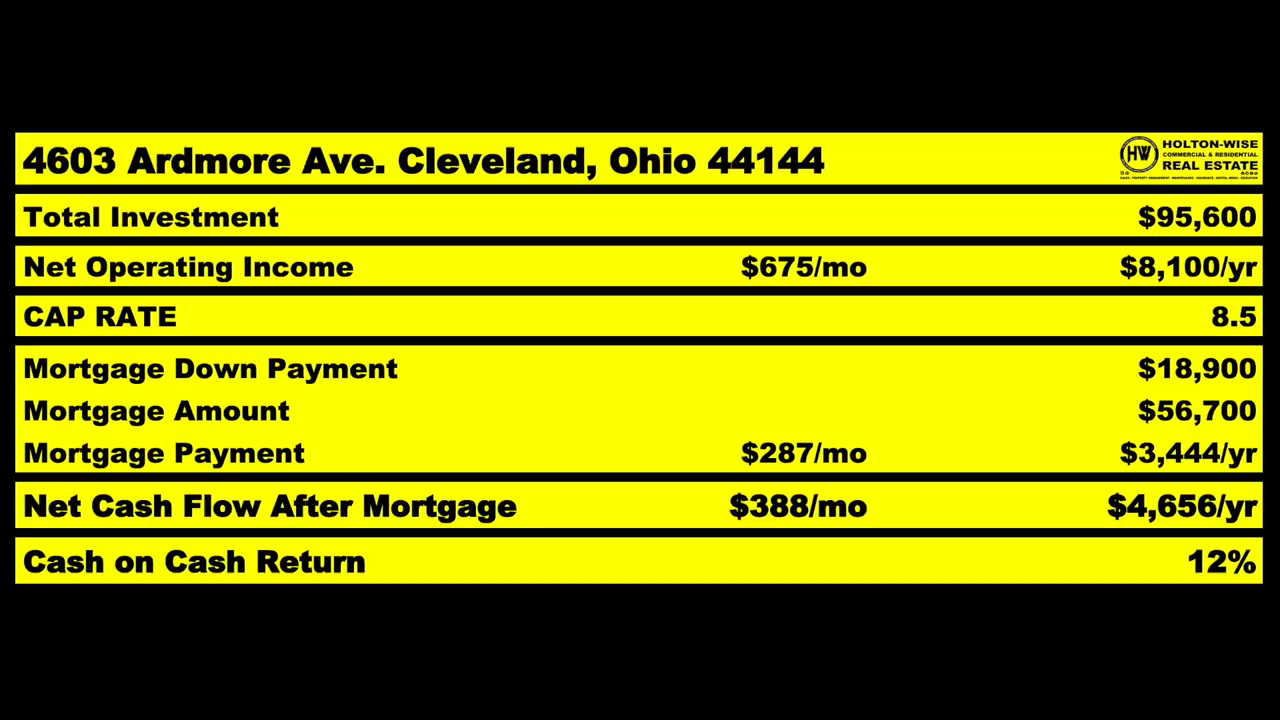 4603 Ardmore Ave. Cleveland, Ohio 44144
HW
HOLTON-WISE
COMMERCIAL & RESIDENTIAL
REAL ESTATE
Total Investment $95,600
Net Operating Income $675/mo $8,100/yr
CAP RATE 8.5
Mortgage Down Payment $18,900
Mortgage Amount $56,700
Mortgage Payment $287/mo $3,444/yr
Net Cash Flow After Mortgage $388/mo $4,656/yr
Cash on Cash Return 12%